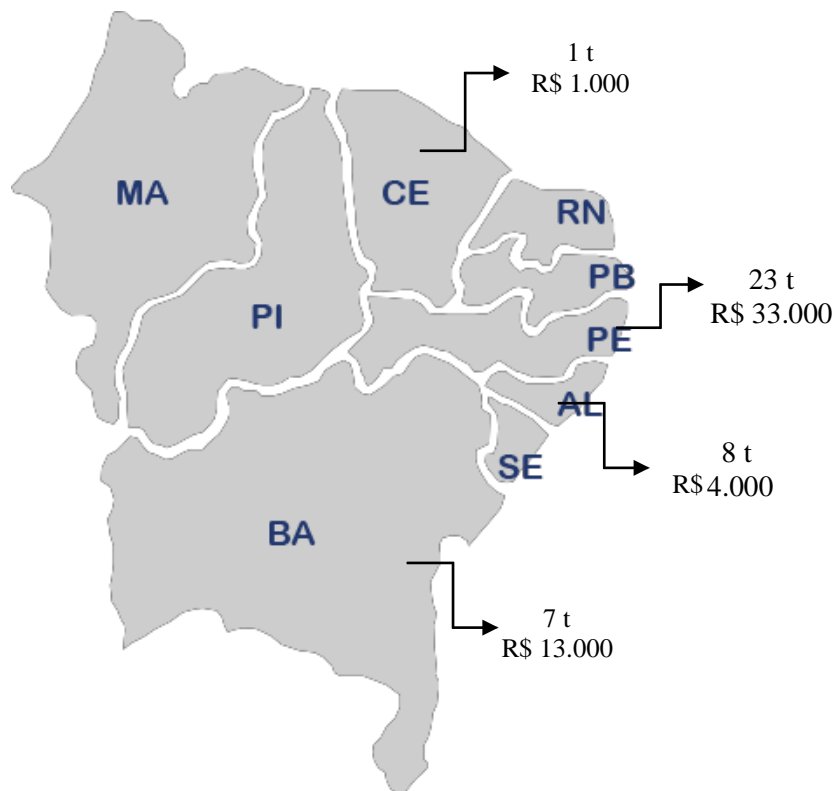 1 t
R$ 1.000
MA
CE
RN
PB
23 t
R$ 33.000
PI
PE
AL
8 t
R$ 4.000
SE
BA
7 t
R$ 13.000